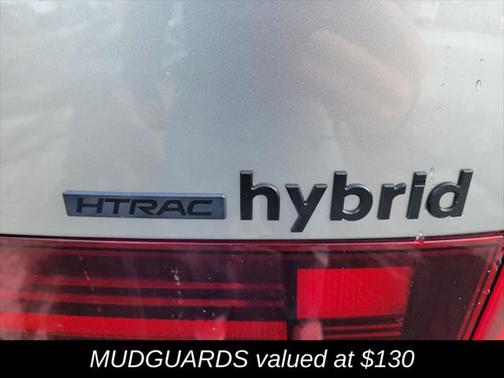 HTRAC hybrid
MUDGUARDS valued at $130